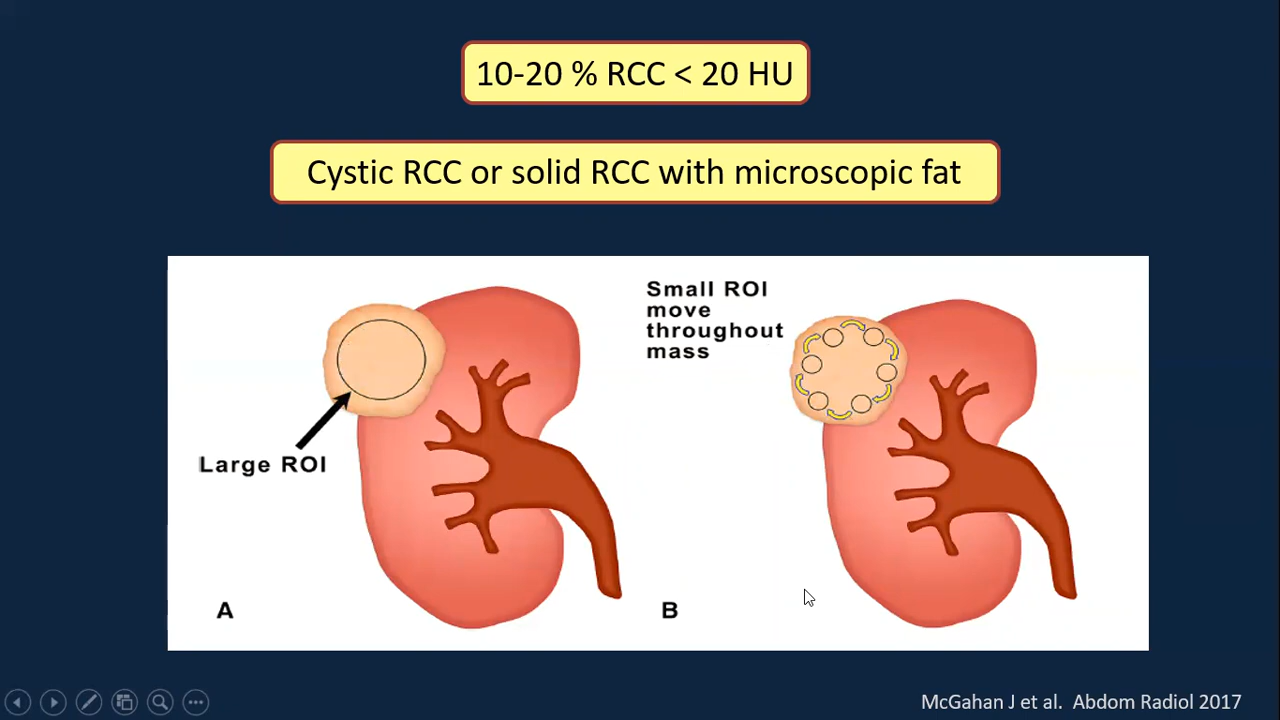 10-20 % RCC < 20 HU
Cystic RCC or solid RCC with microscopic fat
Large ROI
A
Small ROI
move
throughout
mass
B
McGahan J et al. Abdom Radiol 2017